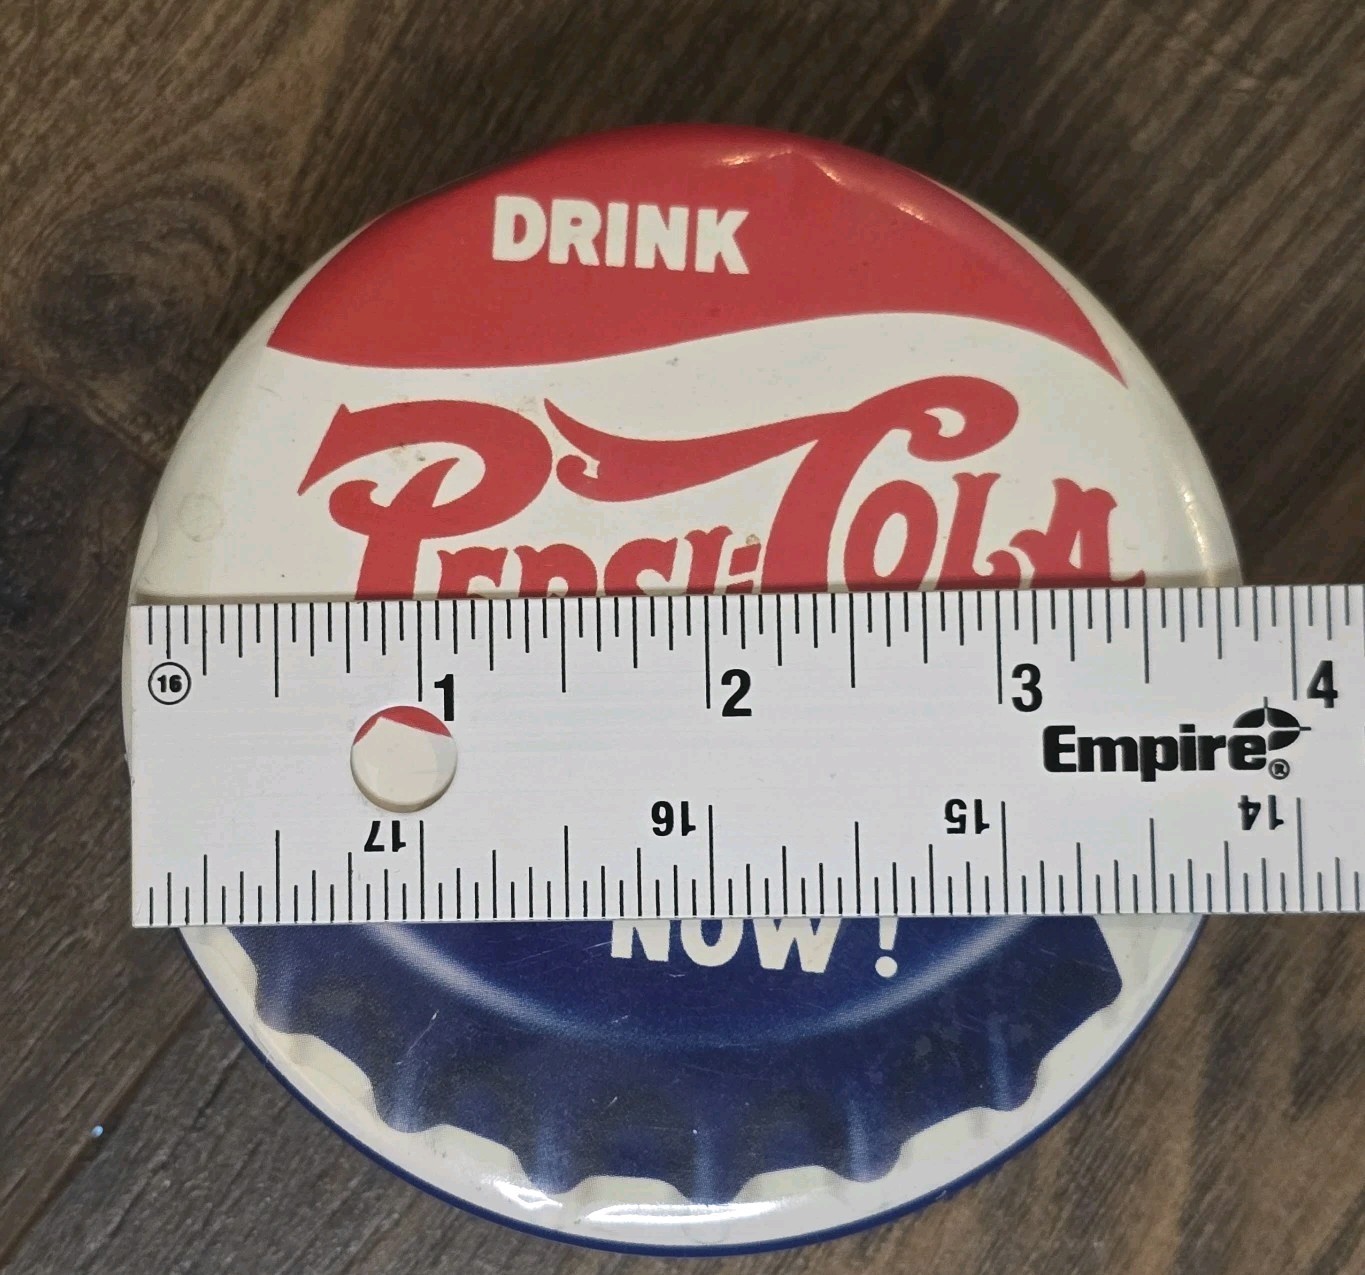 DRINK
Pepsi-Cola
16
1 2 3 4
Empire®
17 16 15 14
NOW!